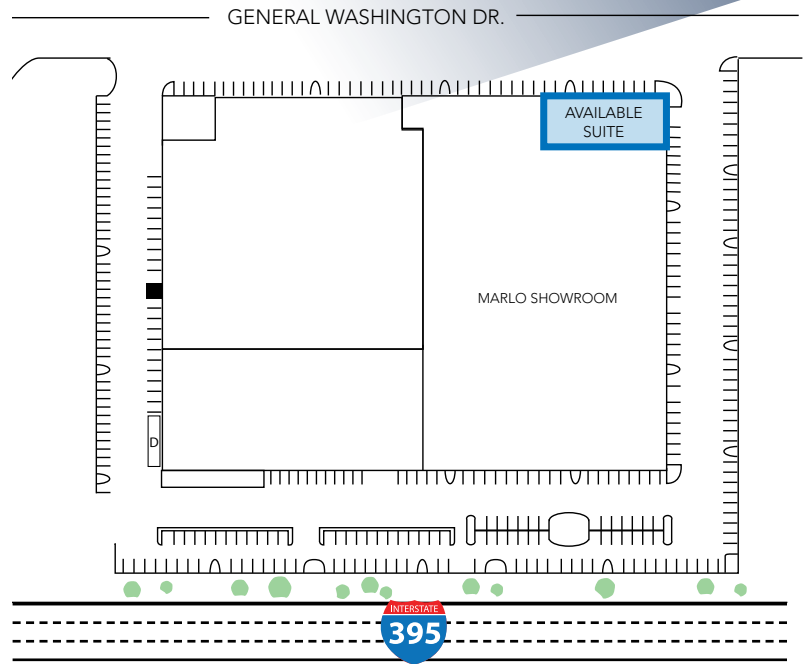 GENERAL WASHINGTON DR.
AVAILABLE
SUITE
MARLO SHOWROOM
D
INTERSTATE
395